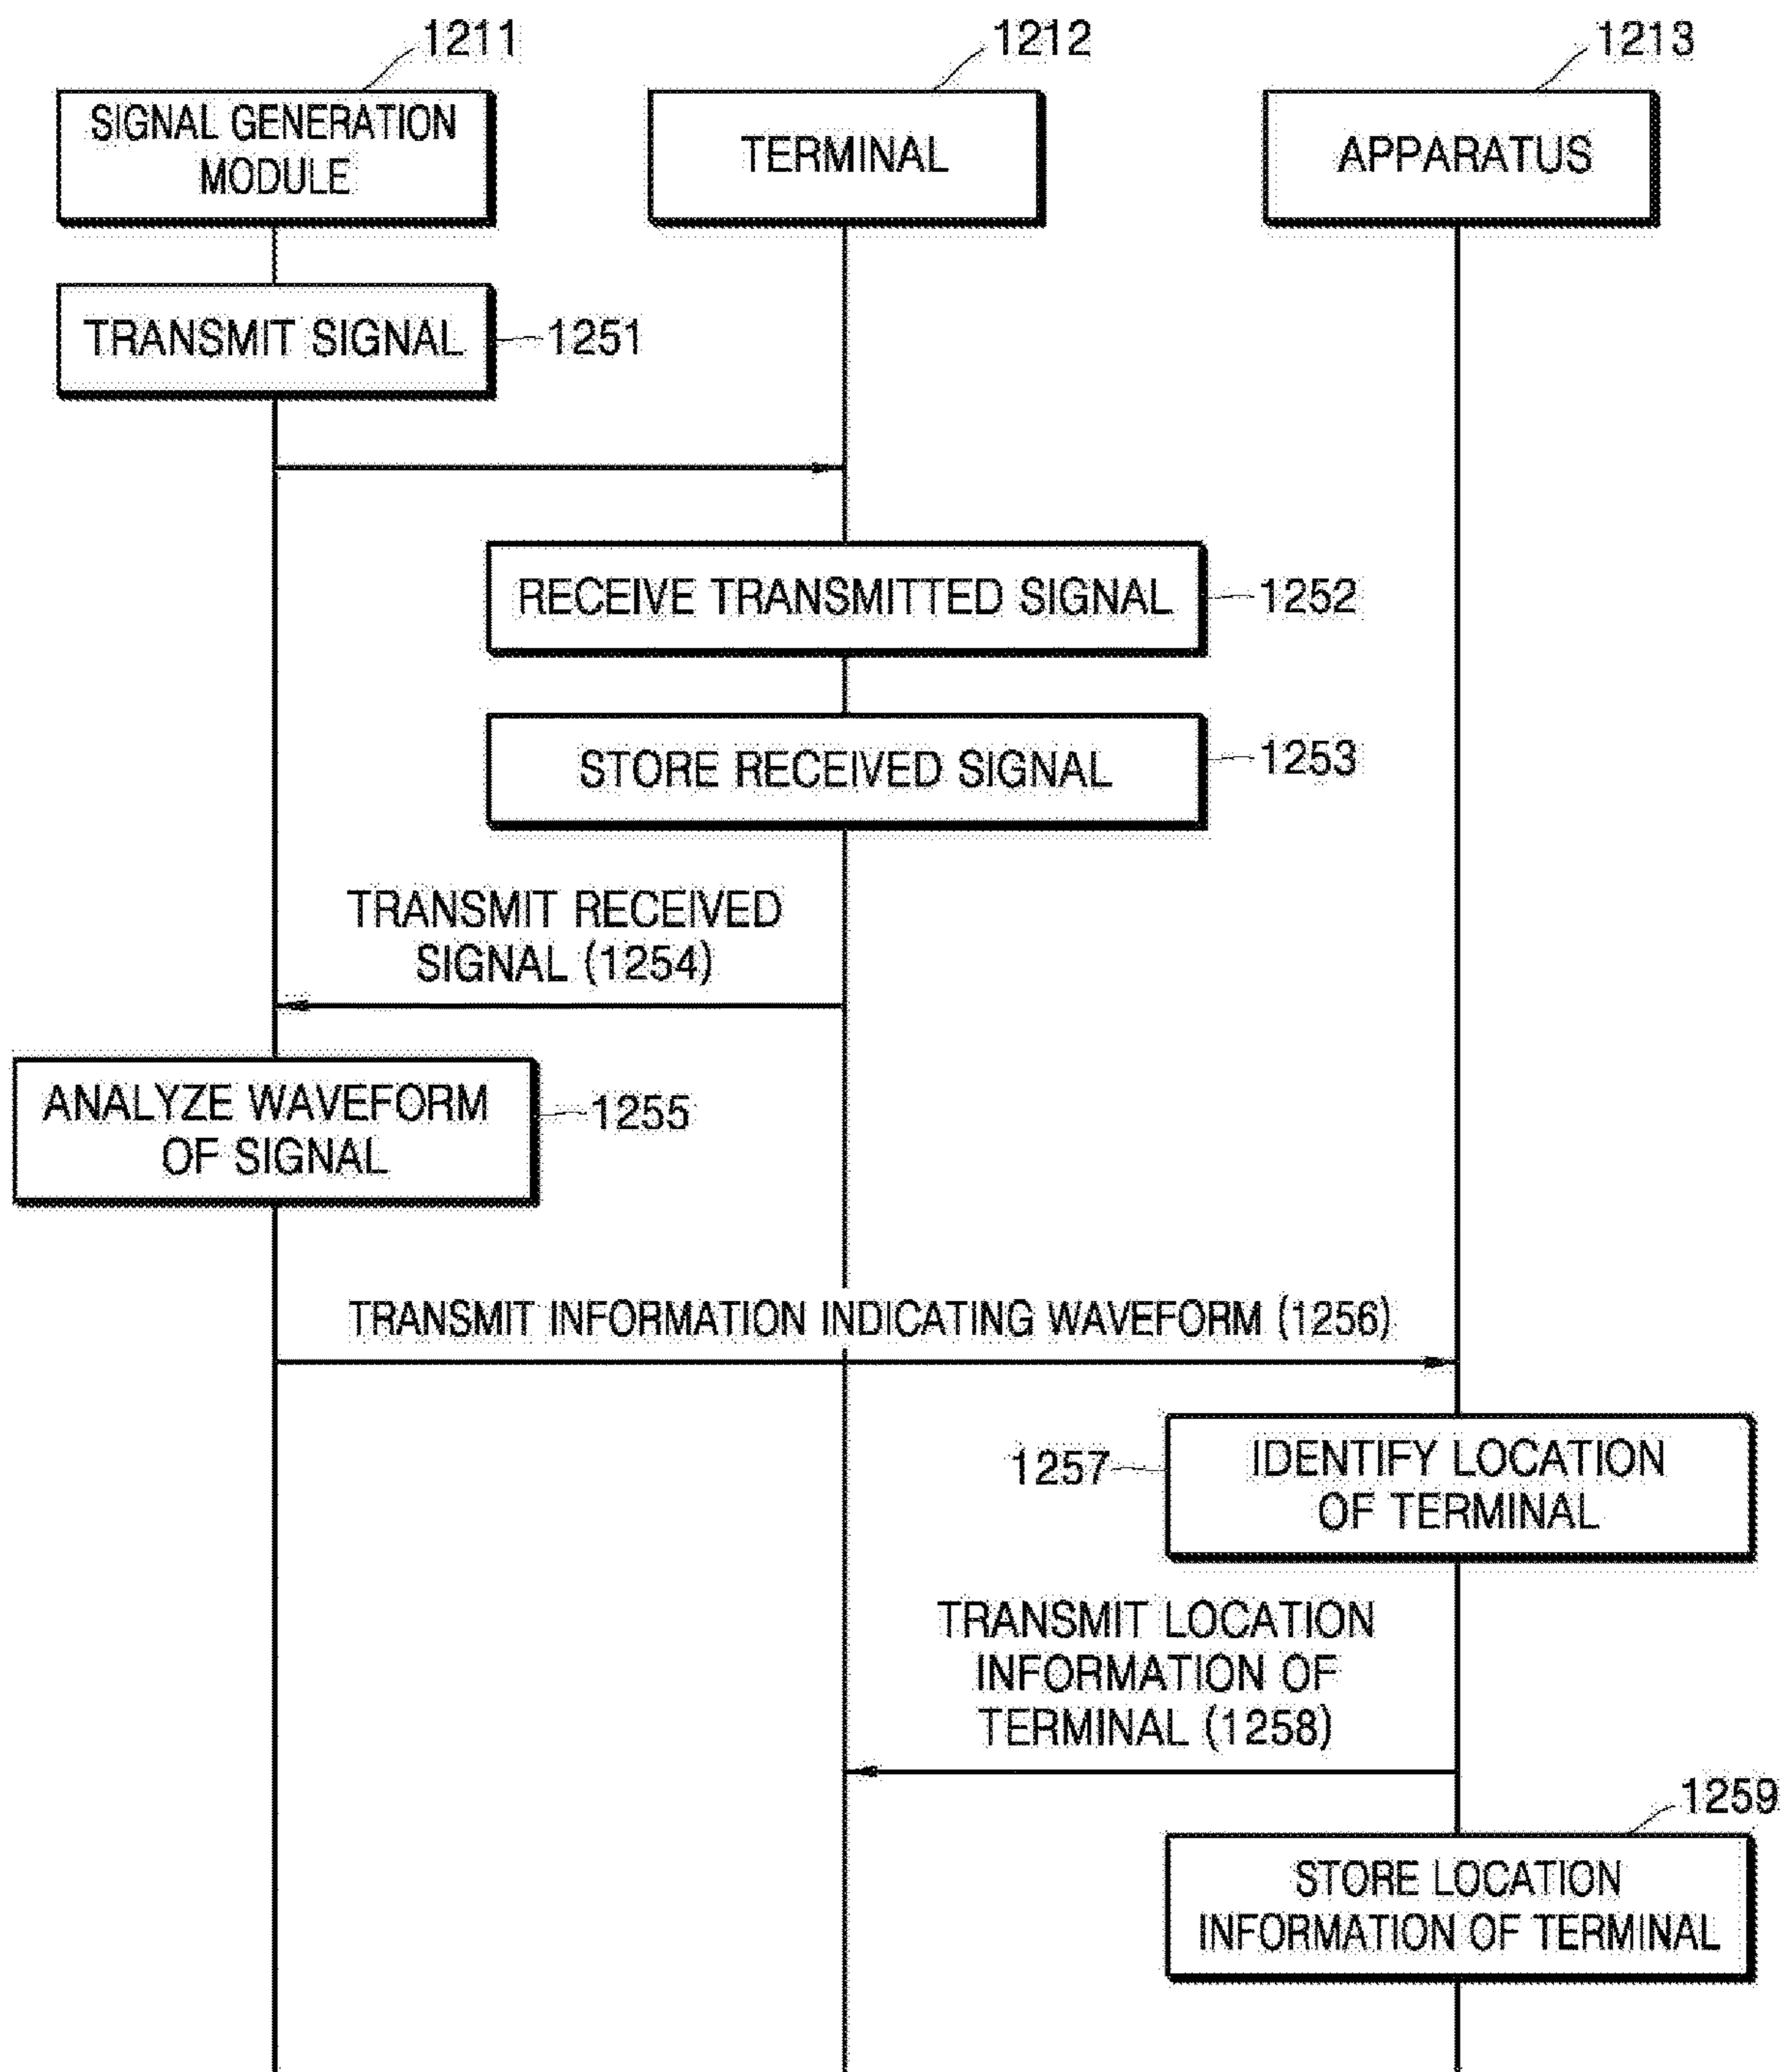 1211
1212
1213
SIGNAL GENERATION
MODULE
TERMINAL
APPARATUS
TRANSMIT SIGNAL
1251
RECEIVE TRANSMITTED SIGNAL
1252
STORE RECEIVED SIGNAL
1253
TRANSMIT RECEIVED
SIGNAL (1254)
ANALYZE WAVEFORM
OF SIGNAL
1255
TRANSMIT INFORMATION INDICATING WAVEFORM (1256)
1257
IDENTIFY LOCATION
OF TERMINAL
TRANSMIT LOCATION
INFORMATION OF
TERMINAL (1258)
1259
STORE LOCATION
INFORMATION OF TERMINAL